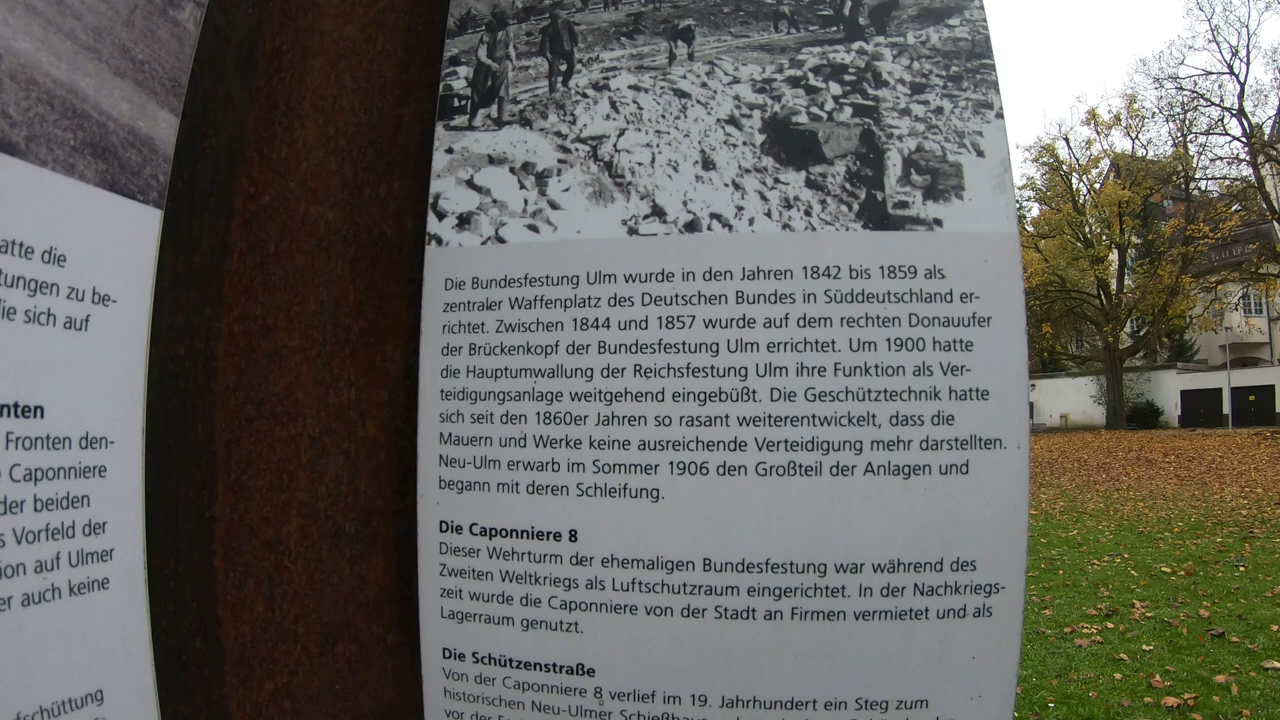 atte die
tungen zu be-
ie sich auf
nten
Fronten den-
Caponniere
der beiden
s Vorfeld der
ion auf Ulmer
er auch keine
fschüttung
Die Bundesfestung Ulm wurde in den Jahren 1842 bis 1859 als
zentraler Waffenplatz des Deutschen Bundes in Süddeutschland er-
richtet. Zwischen 1844 und 1857 wurde auf dem rechten Donauufer
der Brückenkopf der Bundesfestung Ulm errichtet. Um 1900 hatte
die Hauptumwallung der Reichsfestung Ulm ihre Funktion als Ver-
teidigungsanlage weitgehend eingebüßt. Die Geschütztechnik hatte
sich seit den 1860er Jahren so rasant weiterentwickelt, dass die
Mauern und Werke keine ausreichende Verteidigung mehr darstellten.
Neu-Ulm erwarb im Sommer 1906 den Großteil der Anlagen und
begann mit deren Schleifung.
Die Caponniere 8
Dieser Wehrturm der ehemaligen Bundesfestung war während des
Zweiten Weltkriegs als Luftschutzraum eingerichtet. In der Nachkriegs-
zeit wurde die Caponniere von der Stadt an Firmen vermietet und als
Lagerraum genutzt.
Die Schützenstraße
Von der Caponniere 8 verlief im 19. Jahrhundert ein Steg zum
historischen Neu-Ulmer
vor der